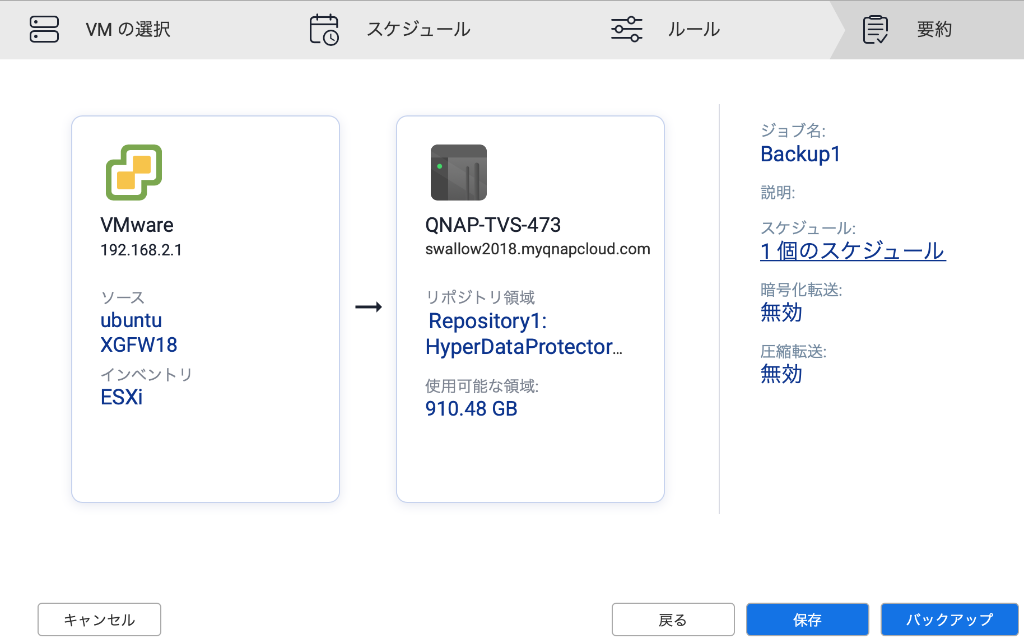 VM の選択
スケジュール
ルール
要約
VMware
192.168.2.1
ソース
ubuntu
XGFW18
インベントリ
ESXi
QNAP-TVS-473
swallow2018.myqnapcloud.com
リポジトリ領域
Repository1:
HyperDataProtector...
使用可能な領域:
910.48 GB
ジョブ名:
Backup1
説明:
スケジュール:
1 個のスケジュール
暗号化転送:
無効
圧縮転送:
無効
キャンセル
戻る
保存
バックアップ